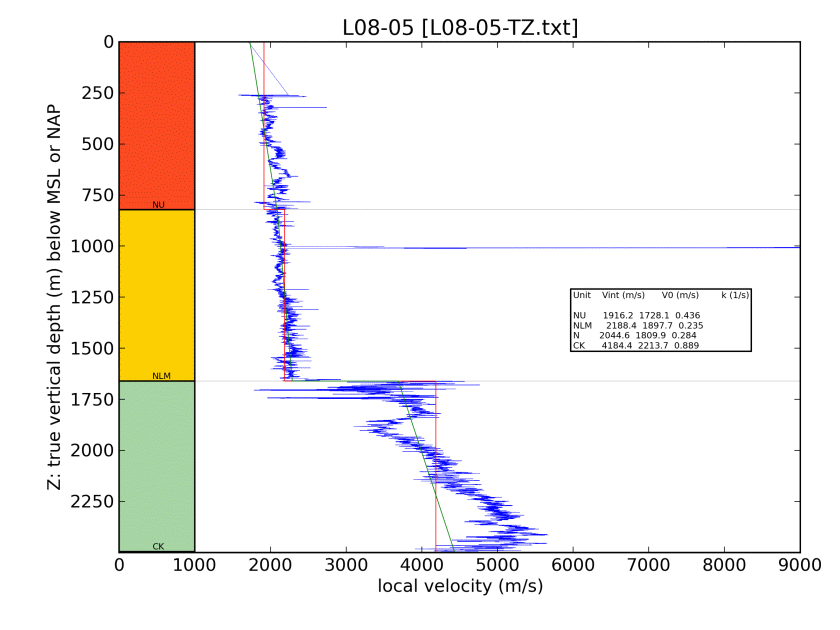 L08-05 [L08-05-TZ.txt]
0
250
500
750
1000
1250
1500
1750
2000
2250
Z: true vertical depth (m) below MSL or NAP
NU
NLM
CK
Unit Vint (m/s) V0 (m/s) k (1/s)
NU 1916.2 1728.1 0.436
NLM 2188.4 1897.7 0.235
N 2044.6 1809.9 0.284
CK 4184.4 2213.7 0.889
0 1000 2000 3000 4000 5000 6000 7000 8000 9000
local velocity (m/s)